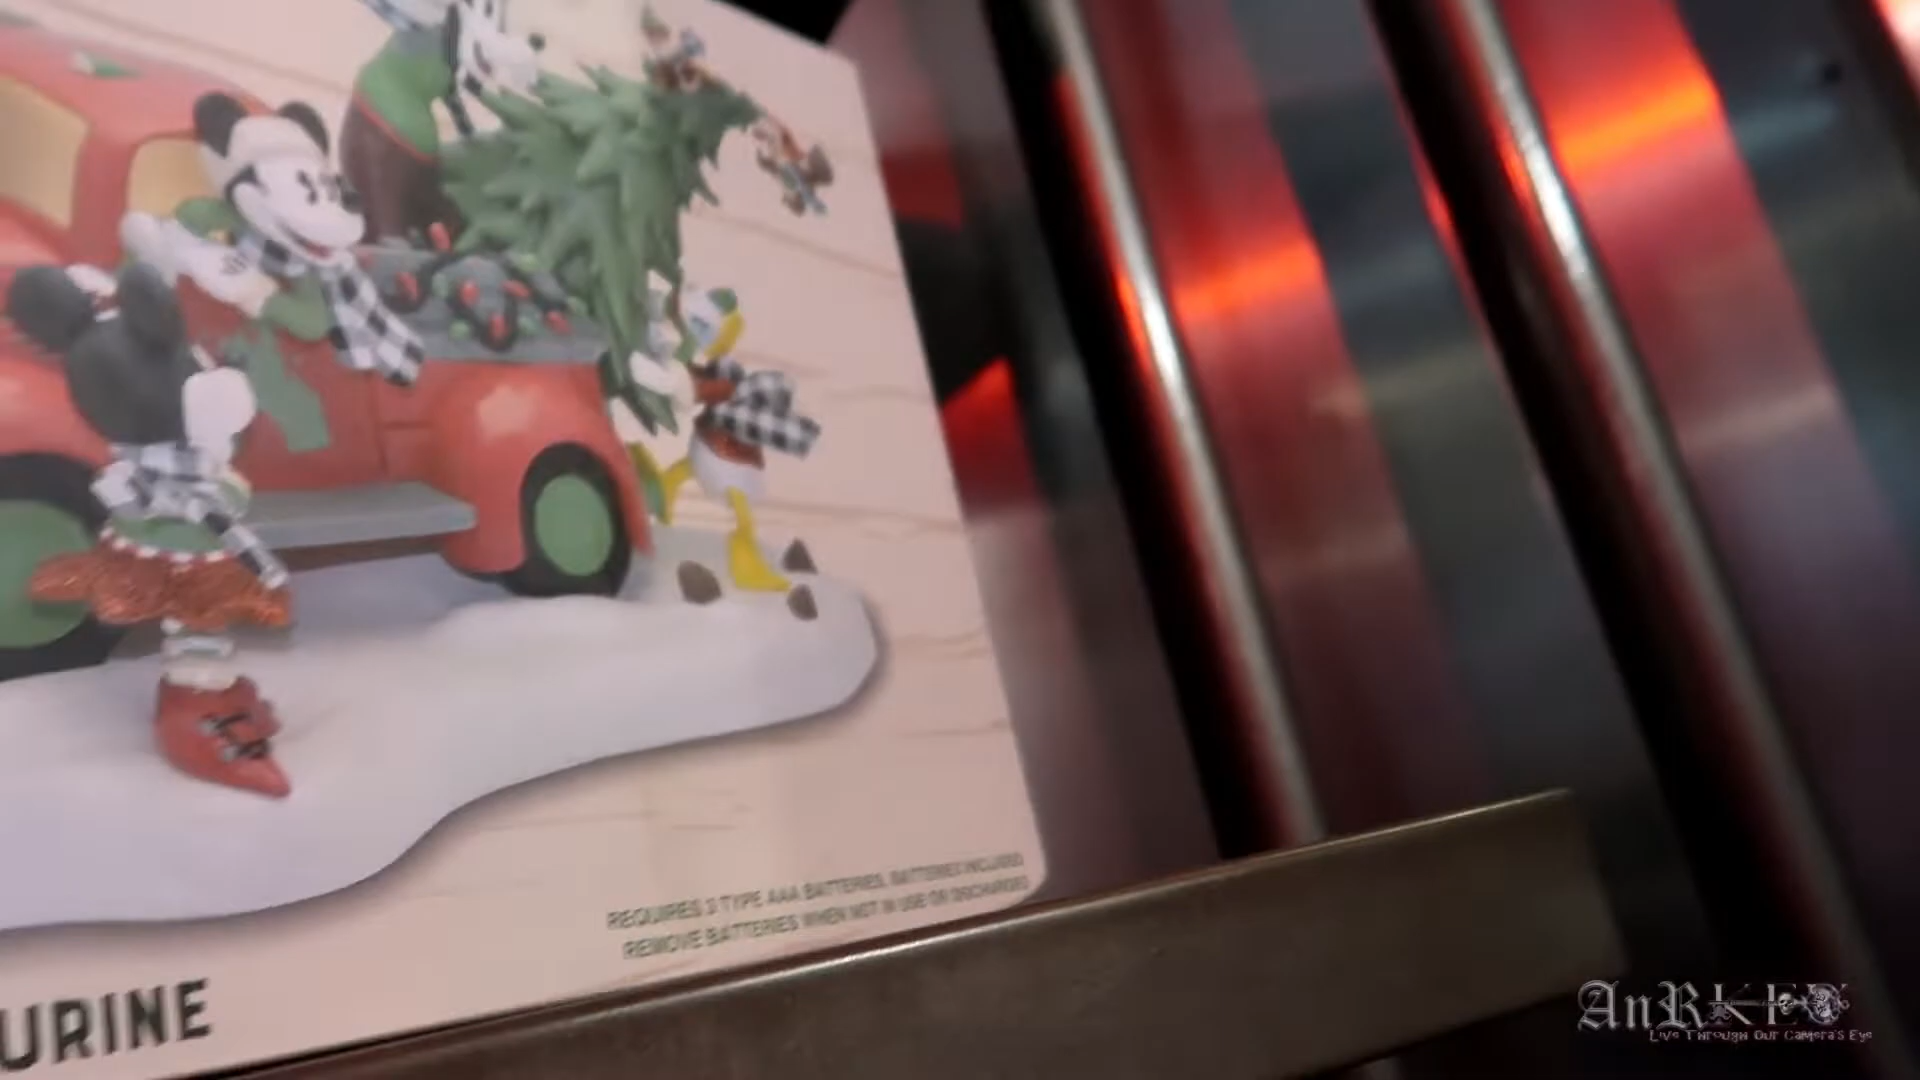 REQUIRES 3 TYPE AAA BATTERIES. BATTERIES INCLUDED
REMOVE BATTERIES WHEN NOT IN USE OR DISCHARGED
URINE
AnRKEY
Live Through Our Camera's Eye